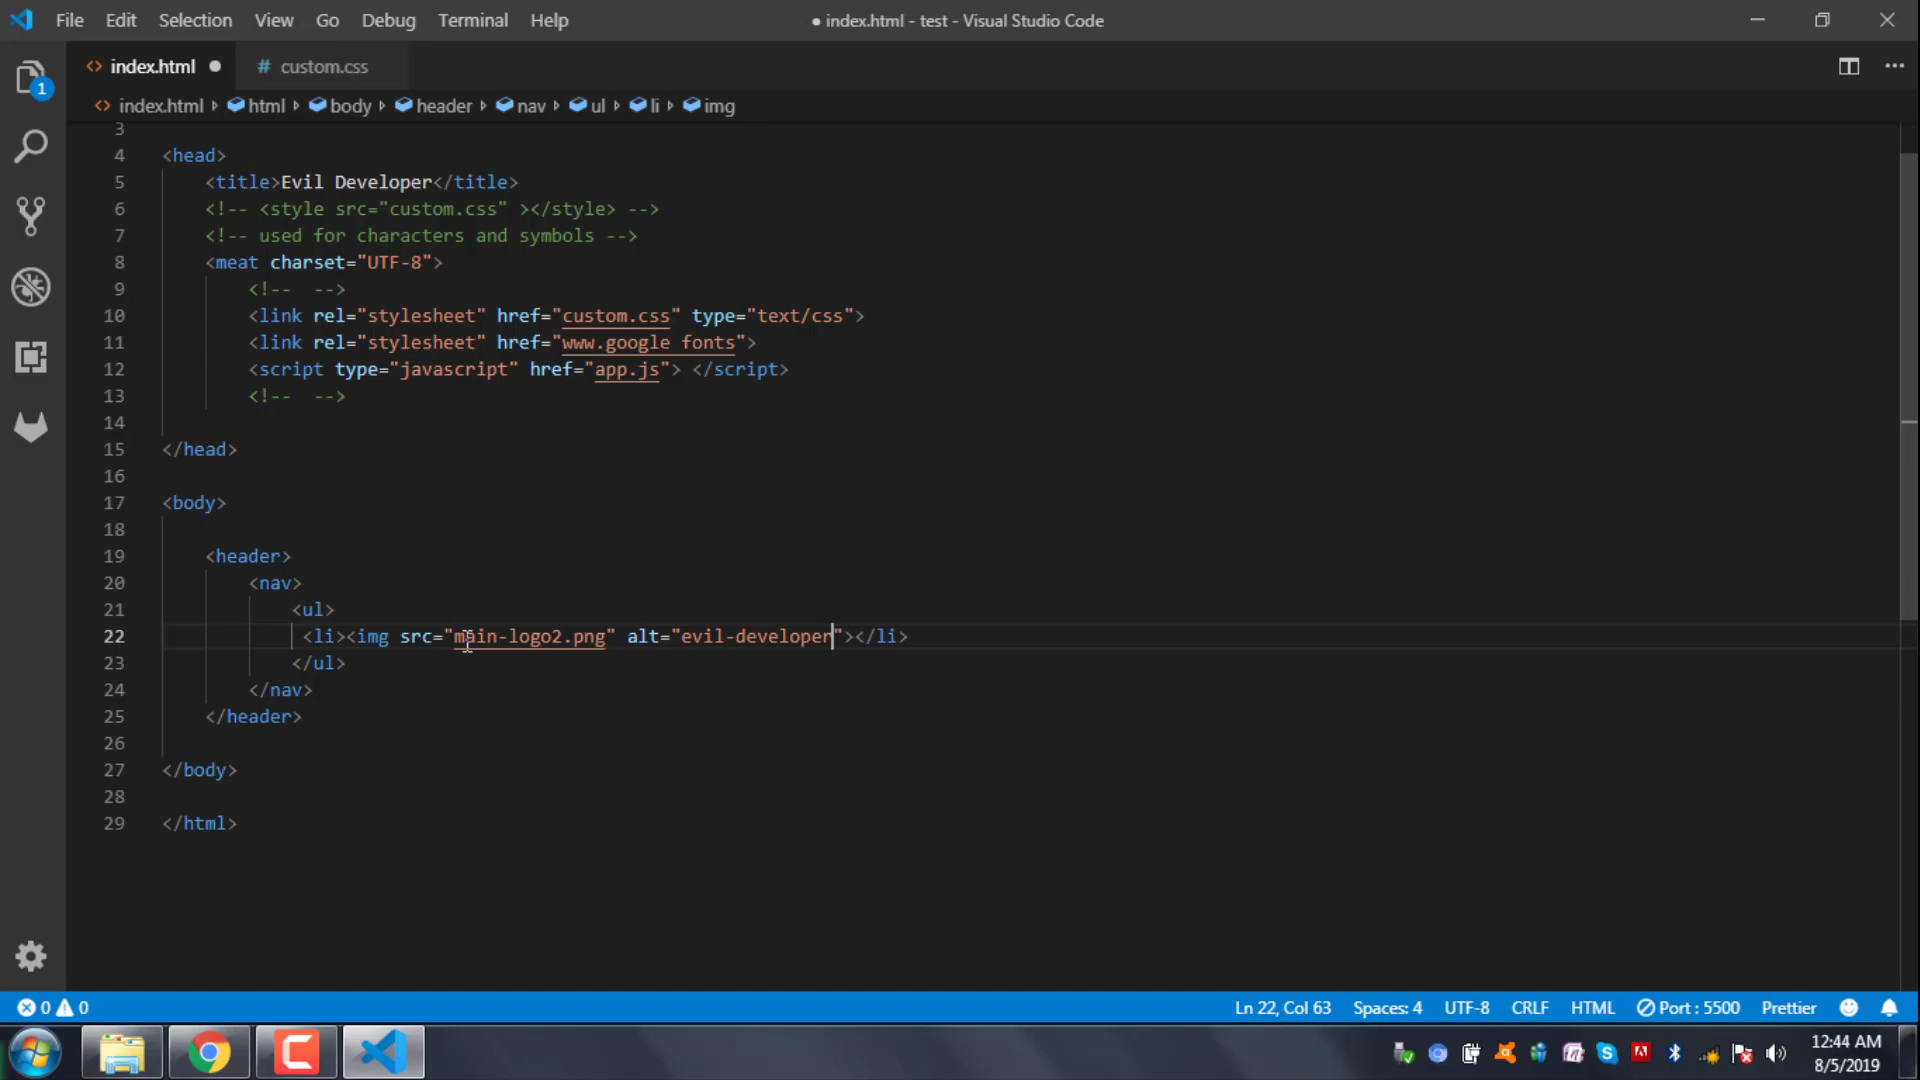 File Edit Selection View Go Debug Terminal Help ● index.html - test - Visual Studio Code
<> index.html ● # custom.css
1
<> index.html html body header nav ul li img
3
4 <head>
5 <title>Evil Developer</title>
6 <!-- <style src="custom.css" ></style> -->
7 <!-- used for characters and symbols -->
8 <meat charset="UTF-8">
9 <!-- -->
10 <link rel="stylesheet" href="custom.css" type="text/css">
11 <link rel="stylesheet" href="www.google fonts">
12 <script type="javascript" href="app.js"> </script>
13 <!-- -->
14
15 </head>
16
17 <body>
18
19 <header>
20 <nav>
21 <ul>
22 <li><img src="main-logo2.png" alt="evil-developer"></li>
23 </ul>
24 </nav>
25 </header>
26
27 </body>
28
29 </html>
0 0 Ln 22, Col 63 Spaces: 4 UTF-8 CRLF HTML Port : 5500 Prettier
12:44 AM
8/5/2019